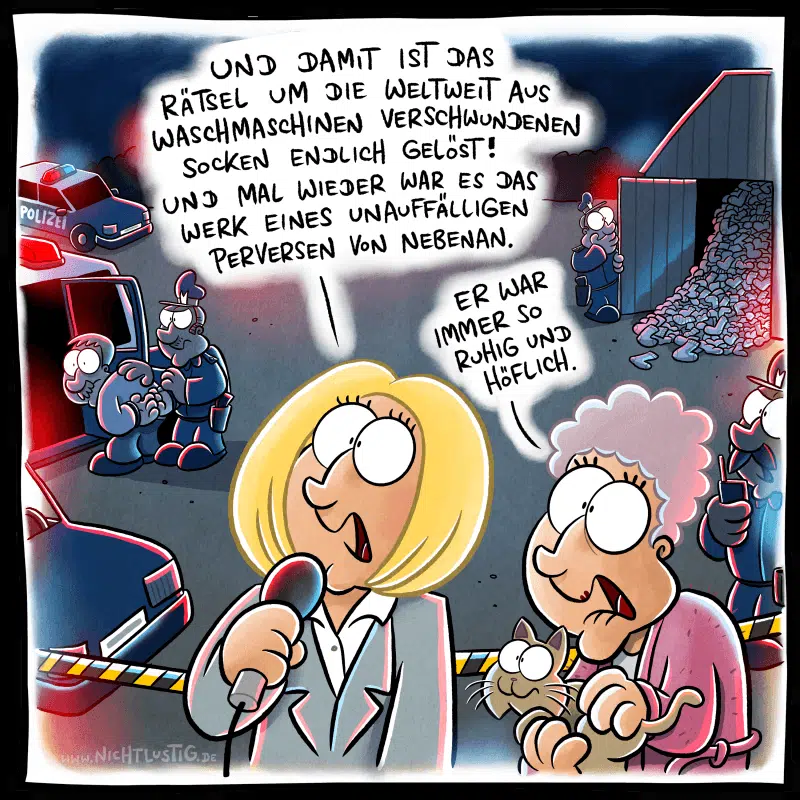 UND DAMIT IST DAS
RÄTSEL UM DIE WELTWEIT AUS
WASCHMASCHINEN VERSCHWUNDENEN
SOCKEN ENDLICH GELÖST!
UND MAL WIEDER WAR ES DAS
WERK EINES UNAUFFÄLLIGEN
PERVERSEN VON NEBENAN.
ER WAR
IMMER SO
RUHIG UND
HÖFLICH.
POLIZEI
www.NICHTLUSTIG.DE